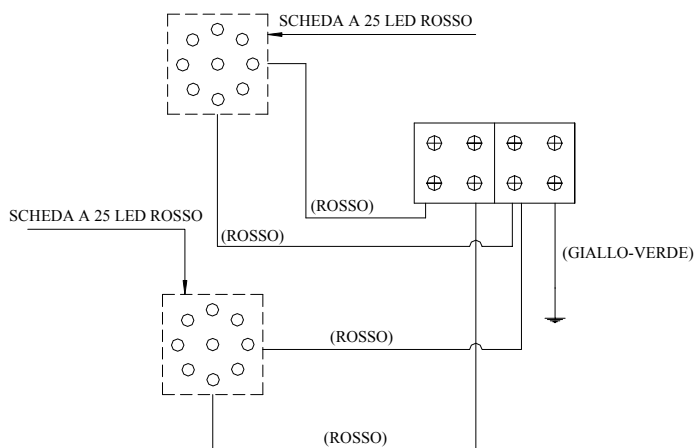 SCHEDA A 25 LED ROSSO
(ROSSO)
SCHEDA A 25 LED ROSSO
(ROSSO)
(GIALLO-VERDE)
(ROSSO)
(ROSSO)